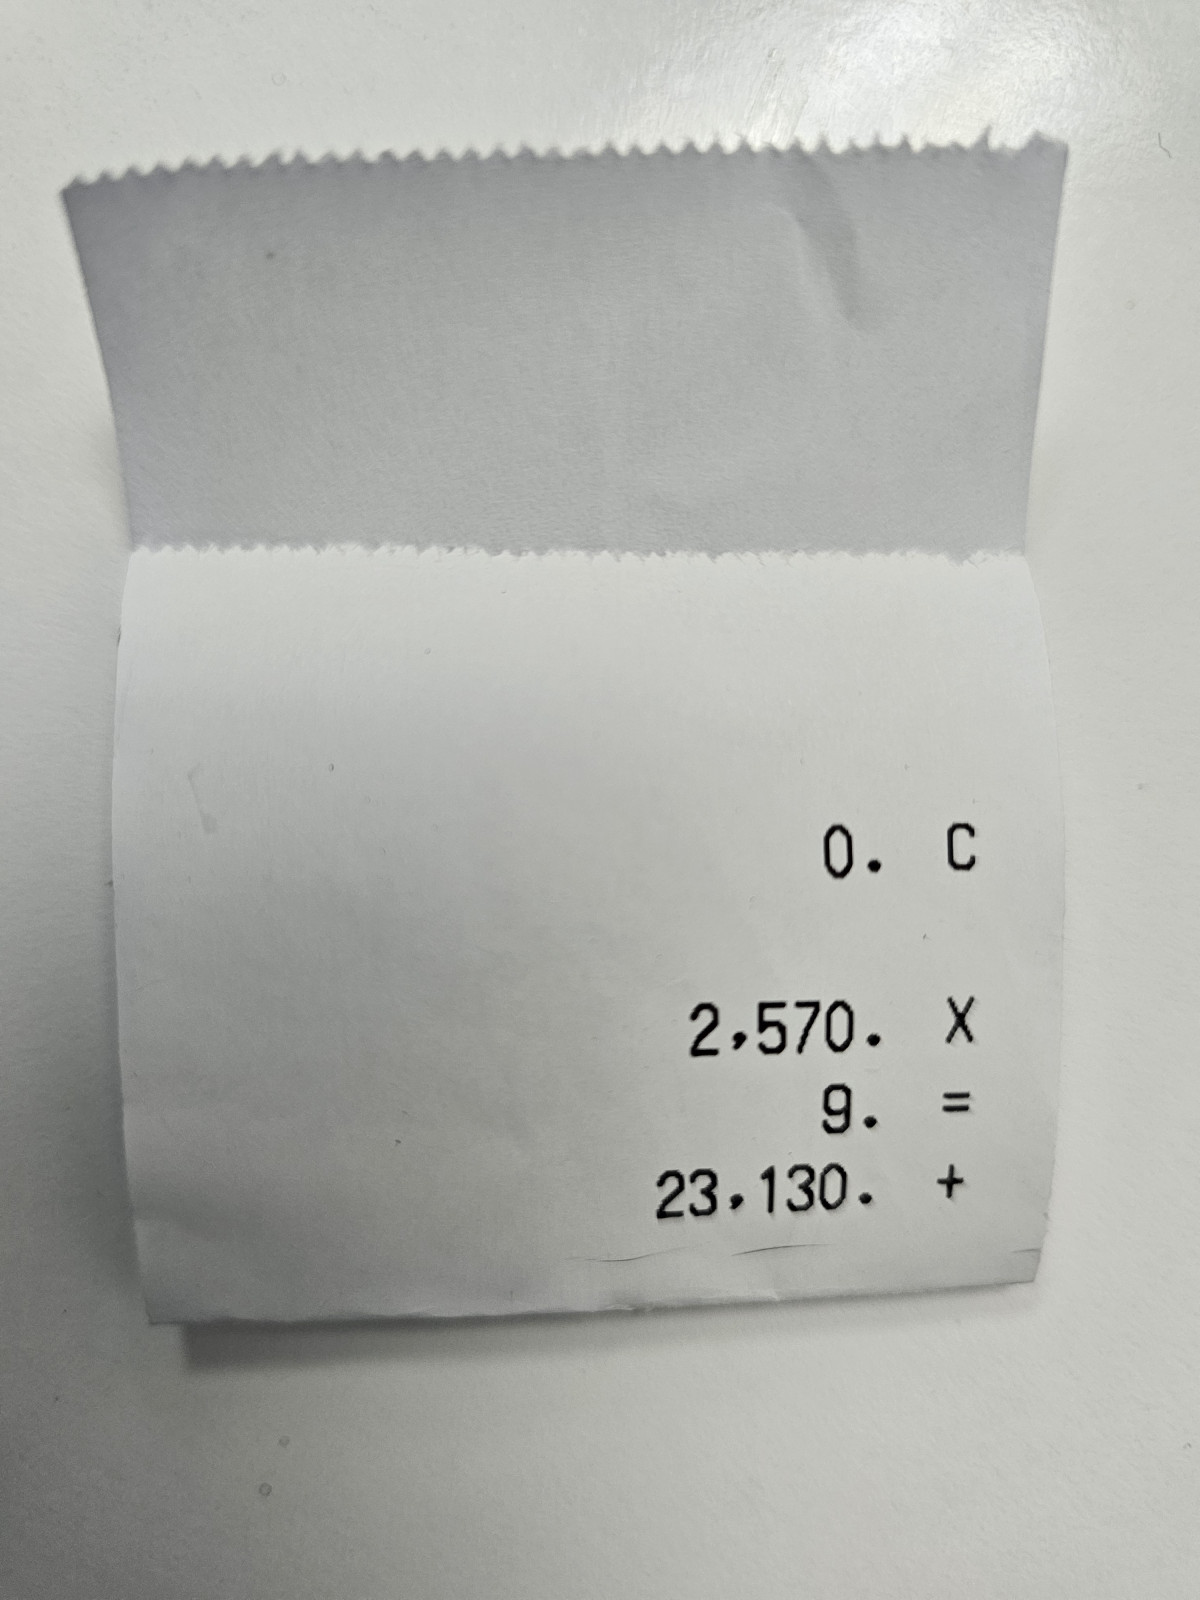 0. C
2,570. X
9. =
23,130. +